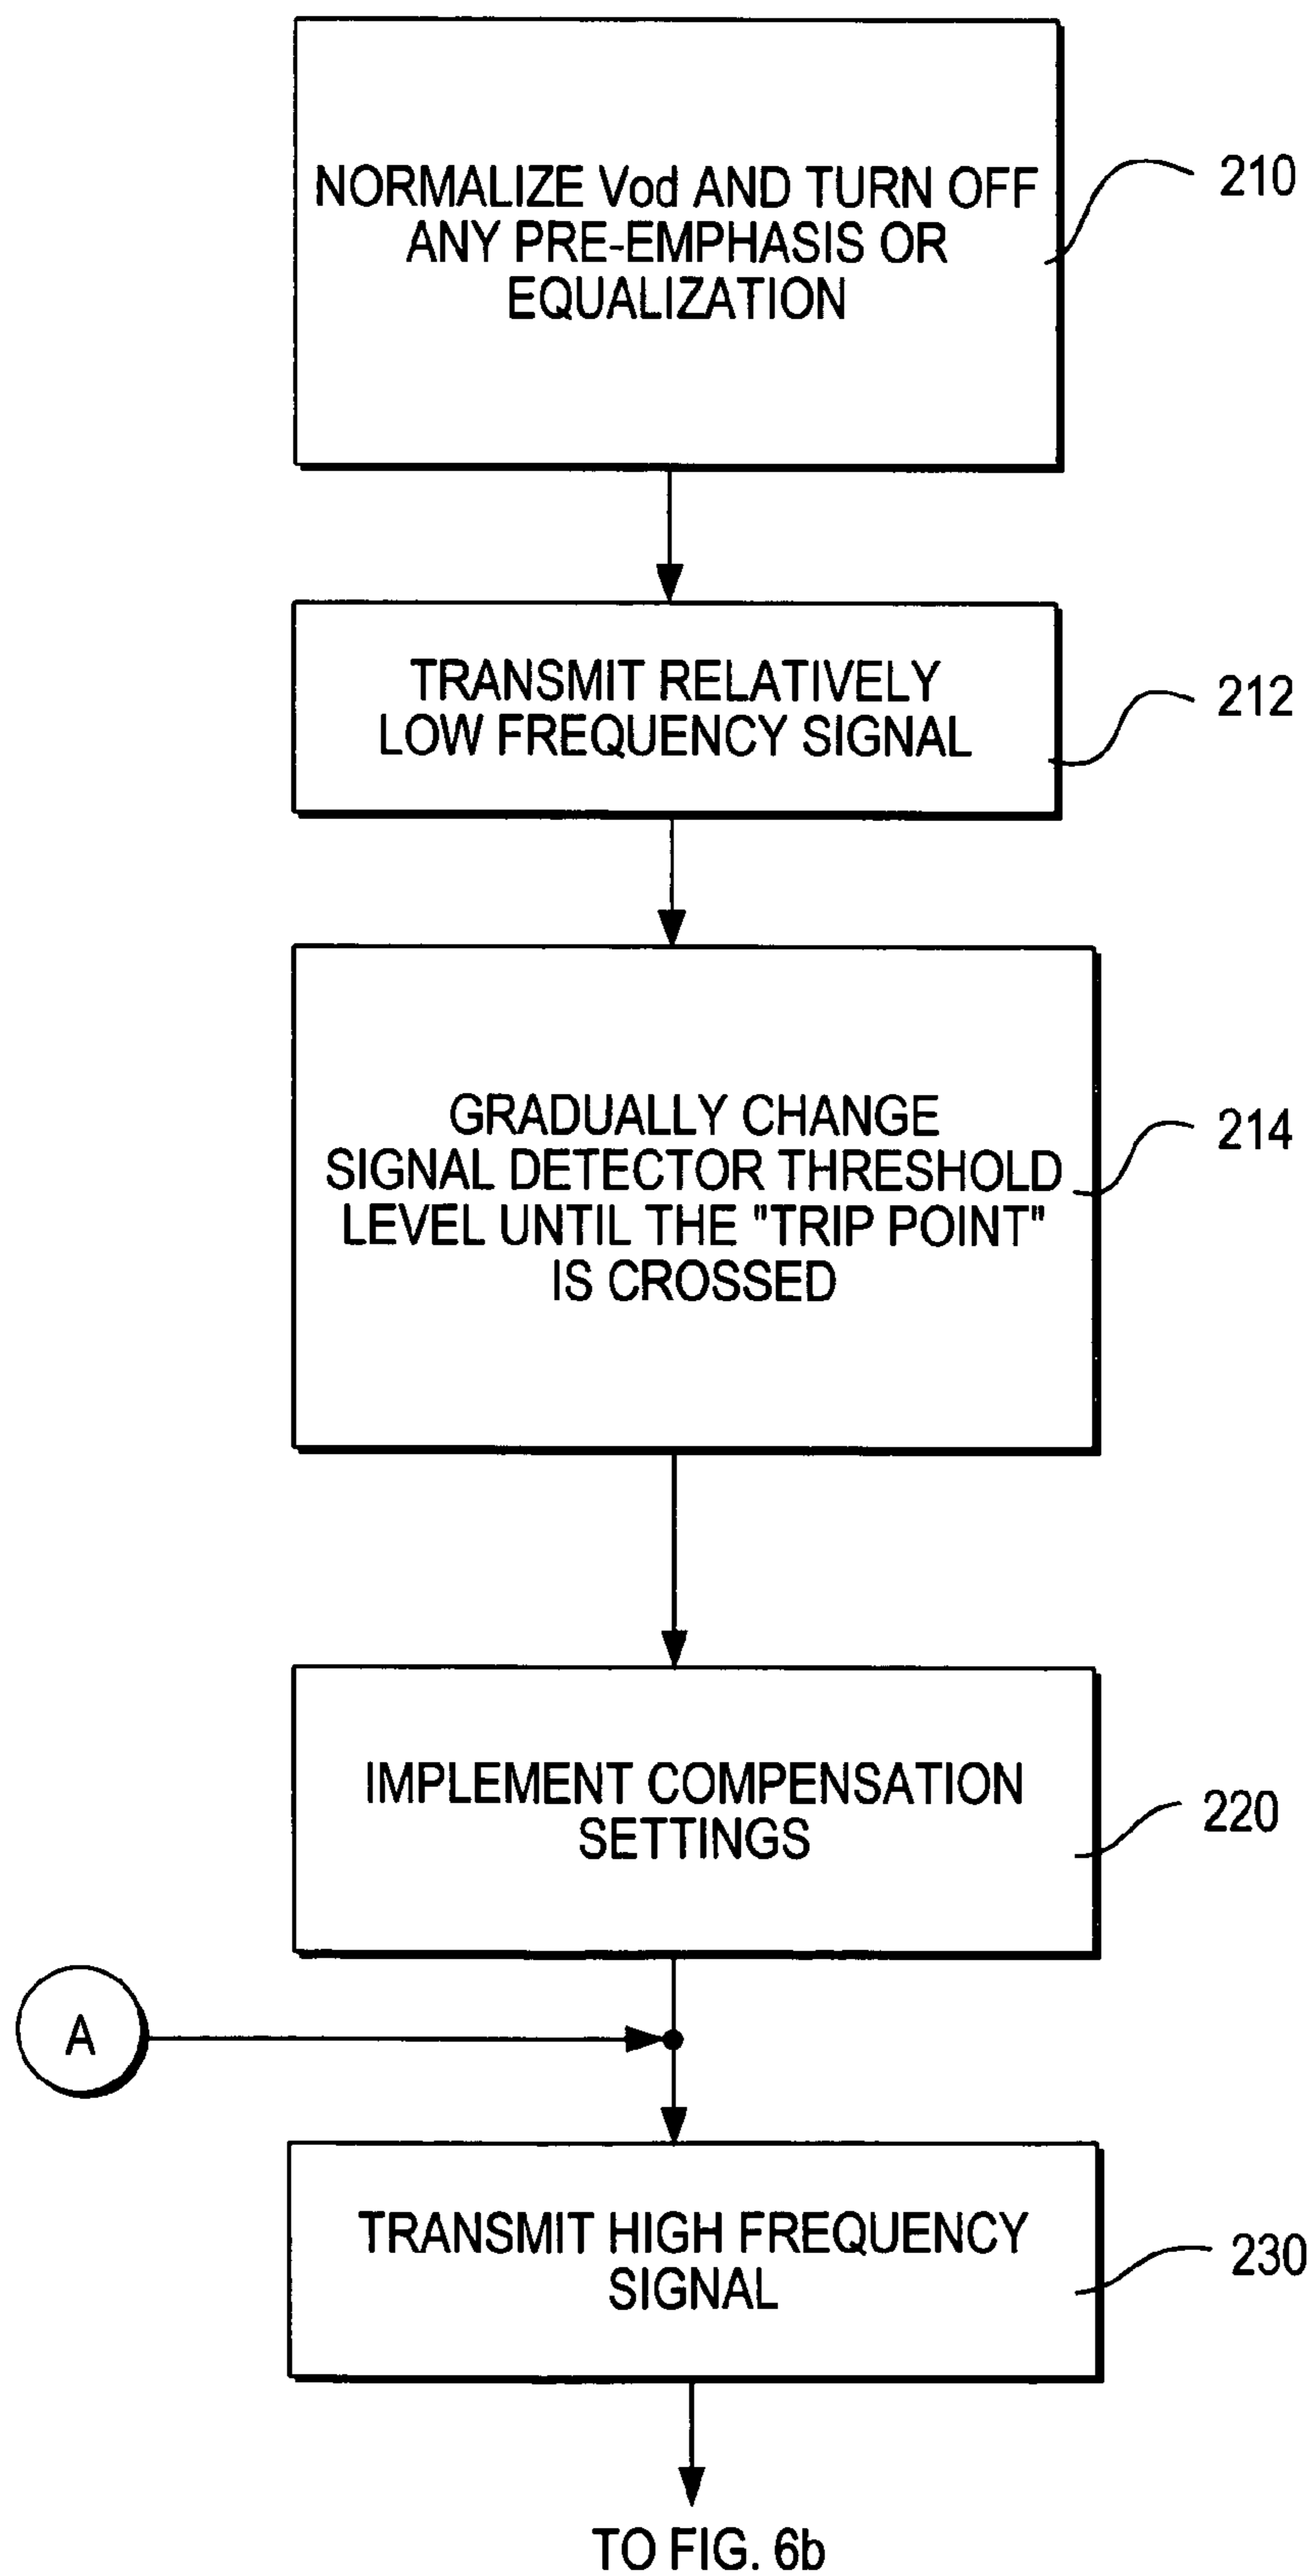 NORMALIZE Vod AND TURN OFF
ANY PRE-EMPHASIS OR
EQUALIZATION
210
TRANSMIT RELATIVELY
LOW FREQUENCY SIGNAL
212
GRADUALLY CHANGE
SIGNAL DETECTOR THRESHOLD
LEVEL UNTIL THE "TRIP POINT"
IS CROSSED
214
IMPLEMENT COMPENSATION
SETTINGS
220
A
TRANSMIT HIGH FREQUENCY
SIGNAL
230
TO FIG. 6b